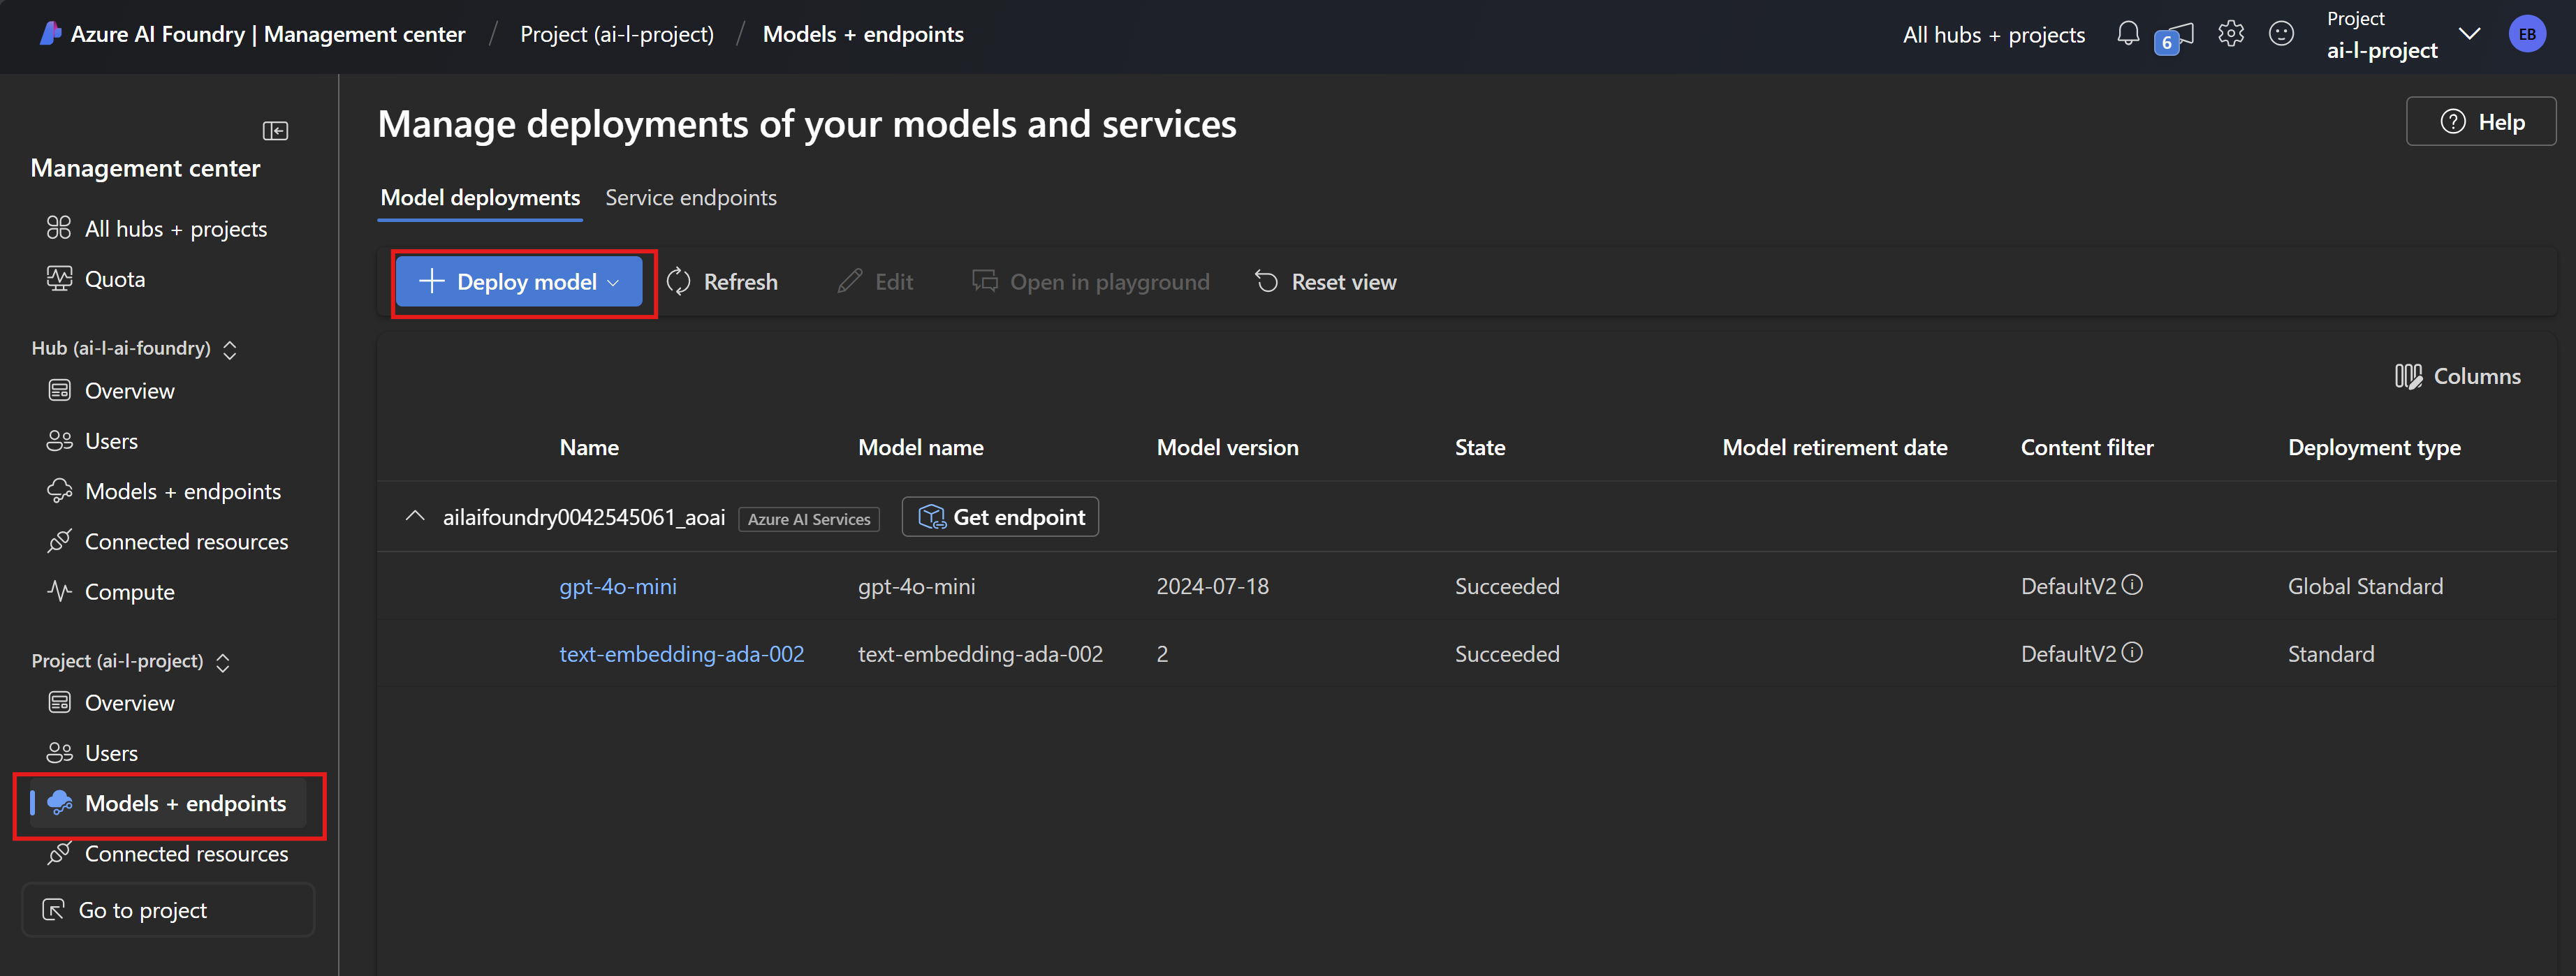 Azure AI Foundry | Management center / Project (ai-l-project) / Models + endpoints
All hubs + projects
6
Project
ai-l-project
EB
Management center
All hubs + projects
Quota
Hub (ai-l-ai-foundry)
Overview
Users
Models + endpoints
Connected resources
Compute
Project (ai-l-project)
Overview
Users
Models + endpoints
Connected resources
Go to project
Manage deployments of your models and services
Help
Model deployments Service endpoints
Deploy model Refresh Edit Open in playground Reset view
Columns
Name Model name Model version State Model retirement date Content filter Deployment type
ailaifoundry0042545061_aoai Azure AI Services Get endpoint
gpt-4o-mini gpt-4o-mini 2024-07-18 Succeeded DefaultV2 Global Standard
text-embedding-ada-002 text-embedding-ada-002 2 Succeeded DefaultV2 Standard